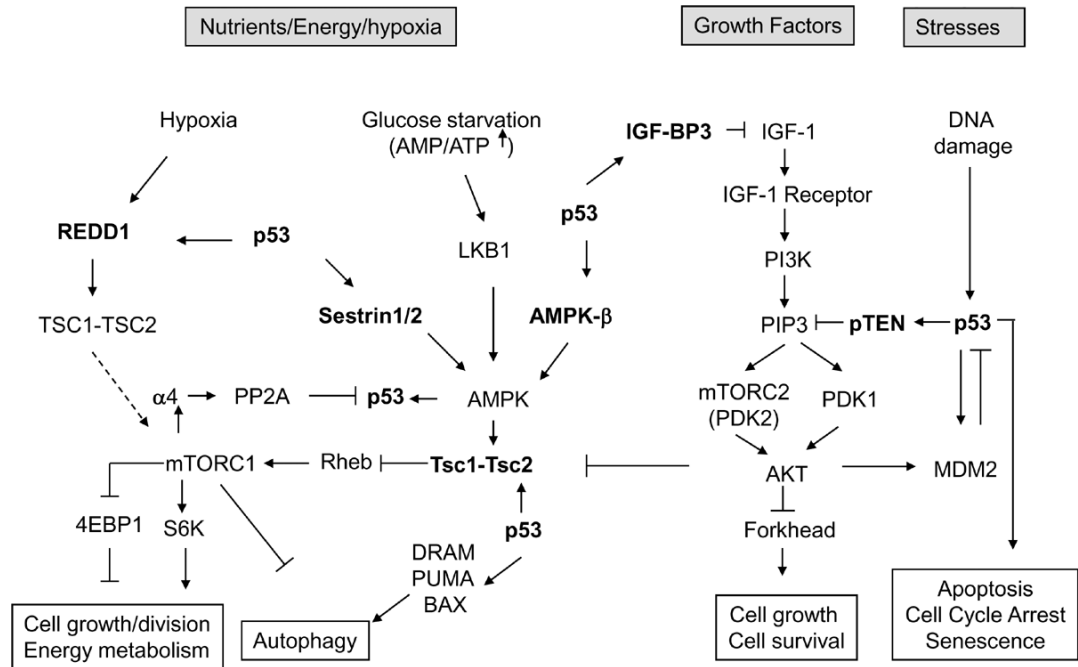 Nutrients/Energy/hypoxia
Growth Factors
Stresses
Hypoxia
Glucose starvation
(AMP/ATP ↑)
IGF-BP3
IGF-1
DNA
damage
IGF-1 Receptor
REDD1
p53
LKB1
p53
PI3K
TSC1-TSC2
Sestrin1/2
AMPK-β
PIP3
pTEN
p53
α4
PP2A
p53
AMPK
mTORC2
(PDK2)
PDK1
mTORC1
Rheb
Tsc1-Tsc2
AKT
MDM2
4EBP1
S6K
p53
Forkhead
DRAM
PUMA
BAX
Cell growth/division
Energy metabolism
Autophagy
Cell growth
Cell survival
Apoptosis
Cell Cycle Arrest
Senescence